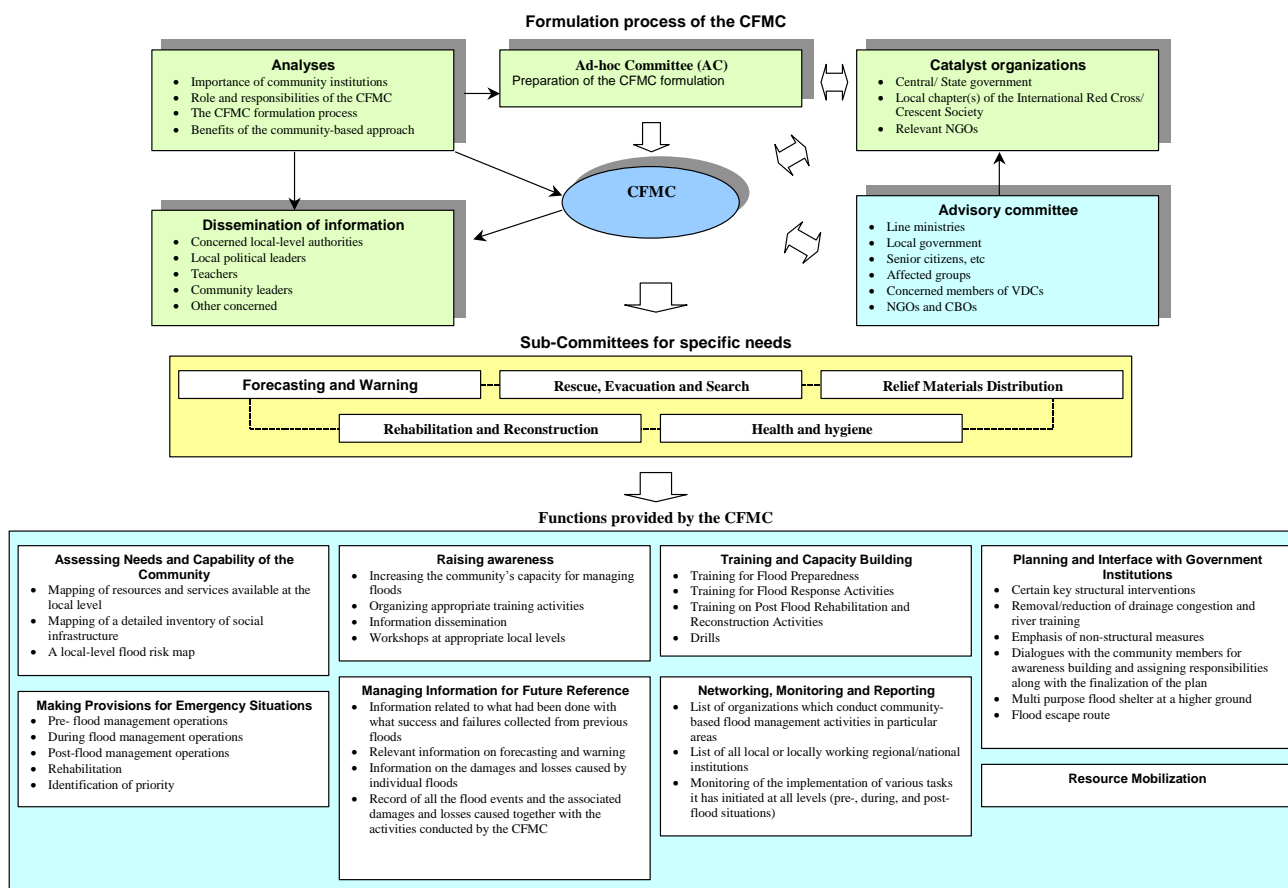 Formulation process of the CFMC
Analyses
• Importance of community institutions
• Role and responsibilities of the CFMC
• The CFMC formulation process
• Benefits of the community-based approach
Ad-hoc Committee (AC)
Preparation of the CFMC formulation
Catalyst organizations
• Central/ State government
• Local chapter(s) of the International Red Cross/
Crescent Society
• Relevant NGOs
CFMC
Dissemination of information
• Concerned local-level authorities
• Local political leaders
• Teachers
• Community leaders
• Other concerned
Advisory committee
• Line ministries
• Local government
• Senior citizens, etc
• Affected groups
• Concerned members of VDCs
• NGOs and CBOs
Sub-Committees for specific needs
Forecasting and Warning
Rescue, Evacuation and Search
Relief Materials Distribution
Rehabilitation and Reconstruction
Health and hygiene
Functions provided by the CFMC
Assessing Needs and Capability of the
Community
• Mapping of resources and services available at the
local level
• Mapping of a detailed inventory of social
infrastructure
• A local-level flood risk map
Raising awareness
• Increasing the community's capacity for managing
floods
• Organizing appropriate training activities
• Information dissemination
• Workshops at appropriate local levels
Training and Capacity Building
• Training for Flood Preparedness
• Training for Flood Response Activities
• Training on Post Flood Rehabilitation and
Reconstruction Activities
• Drills
Planning and Interface with Government
Institutions
• Certain key structural interventions
• Removal/reduction of drainage congestion and
river training
• Emphasis of non-structural measures
• Dialogues with the community members for
awareness building and assigning responsibilities
along with the finalization of the plan
• Multi purpose flood shelter at a higher ground
• Flood escape route
Making Provisions for Emergency Situations
• Pre- flood management operations
• During flood management operations
• Post-flood management operations
• Rehabilitation
• Identification of priority
Managing Information for Future Reference
• Information related to what had been done with
what success and failures collected from previous
floods
• Relevant information on forecasting and warning
• Information on the damages and losses caused by
individual floods
• Record of all the flood events and the associated
damages and losses caused together with the
activities conducted by the CFMC
Networking, Monitoring and Reporting
• List of organizations which conduct community-
based flood management activities in particular
areas
• List of all local or locally working regional/national
institutions
• Monitoring of the implementation of various tasks
it has initiated at all levels (pre-, during, and post-
flood situations)
Resource Mobilization